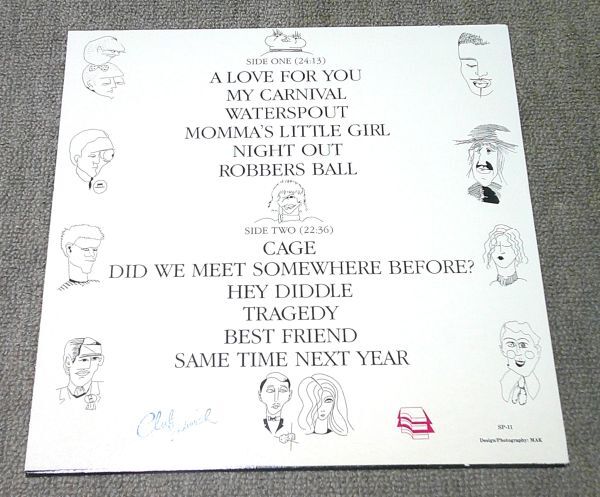 SIDE ONE (24:13)
A LOVE FOR YOU
MY CARNIVAL
WATERSPOUT
MOMMA'S LITTLE GIRL
NIGHT OUT
ROBBERS BALL
SIDE TWO (22:36)
CAGE
DID WE MEET SOMEWHERE BEFORE?
HEY DIDDLE
TRAGEDY
BEST FRIEND
SAME TIME NEXT YEAR
SP-11
Design/Photography: MAK